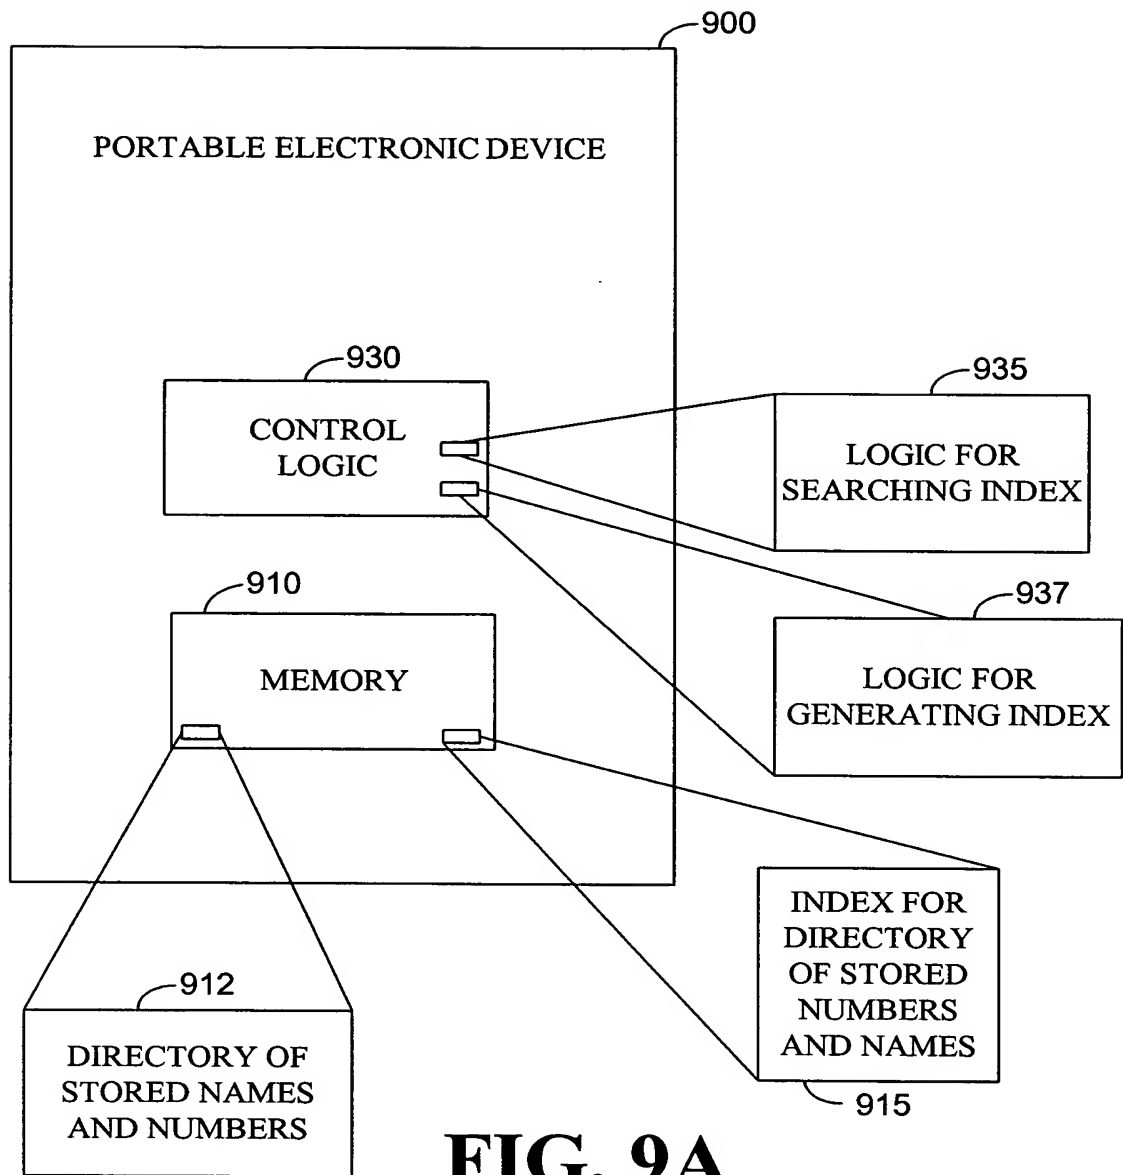 900
PORTABLE ELECTRONIC DEVICE
930
CONTROL
LOGIC
935
LOGIC FOR
SEARCHING INDEX
910
MEMORY
937
LOGIC FOR
GENERATING INDEX
912
DIRECTORY OF
STORED NAMES
AND NUMBERS
INDEX FOR
DIRECTORY
OF STORED
NUMBERS
AND NAMES
915
FIG. 9A